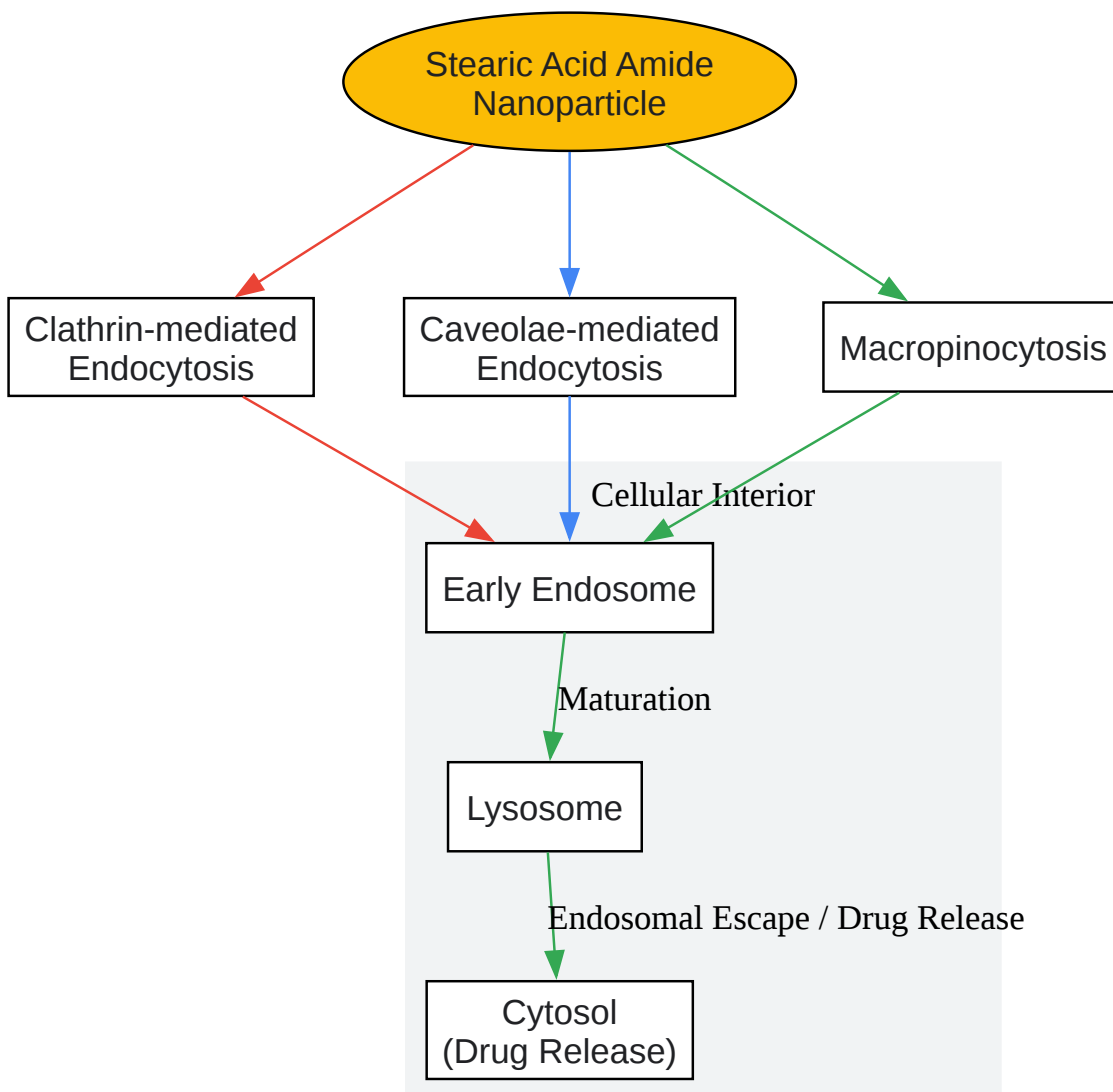 Stearic Acid Amide
Nanoparticle
Clathrin-mediated
Endocytosis
Caveolae-mediated
Endocytosis
Macropinocytosis
Cellular Interior
Early Endosome
Maturation
Lysosome
Endosomal Escape / Drug Release
Cytosol
(Drug Release)